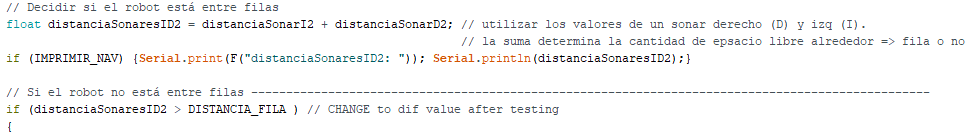 // Decidir si el robot está entre filas
float distanciaSonaresID2 = distanciaSonarI2 + distanciaSonarD2; // utilizar los valores de un sonar derecho (D) y izq (I).
// la suma determina la cantidad de epsacio libre alrededor => fila o no
if (IMPRIMIR_NAV) {Serial.print(F("distanciaSonaresID2: ")); Serial.println(distanciaSonaresID2);}
// Si el robot no está entre filas -----------------------------------------------------------------------------------------------
if (distanciaSonaresID2 > DISTANCIA_FILA ) // CHANGE to dif value after testing
{